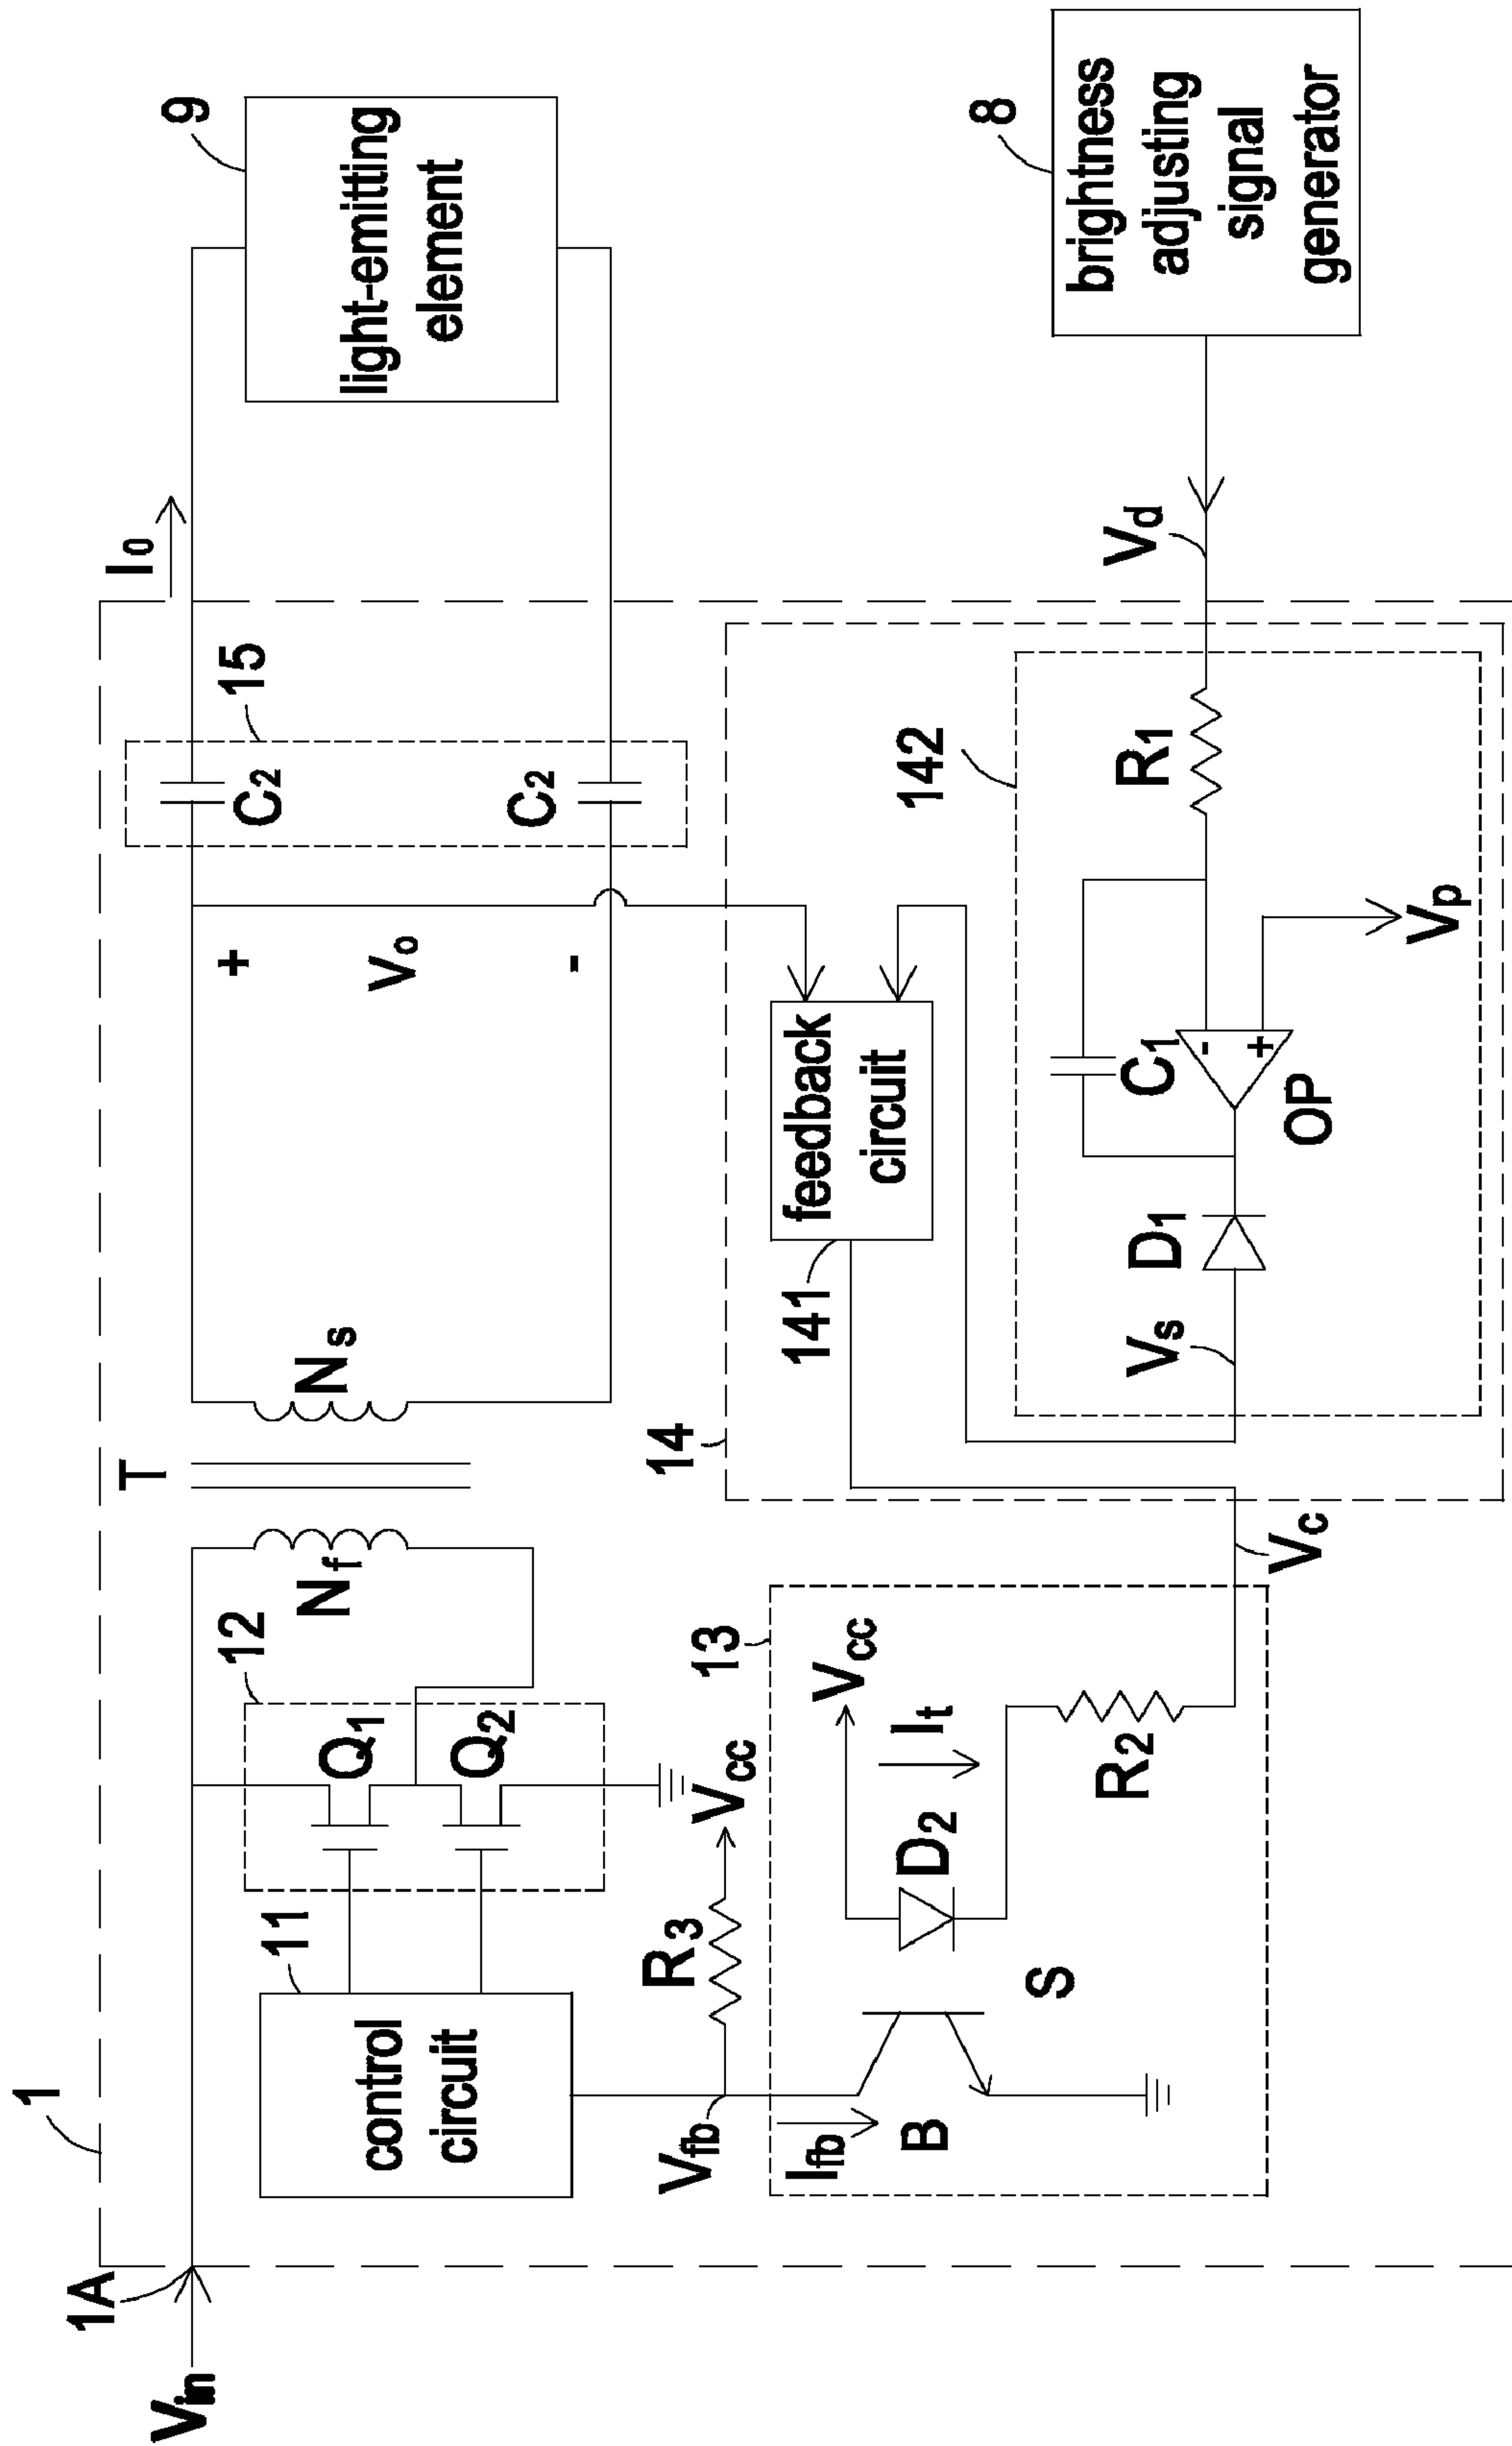 1
1A
Vin
11
control
circuit
12
Q1
Q2
Nf
T
Ns
+
Vo
-
15
C2
C2
I0
9
light-emitting
element
Vcc
R3
Vfb
Ifb
B
S
13
Vcc
It
D2
R2
Vc
14
141
feedback
circuit
142
Vs
D1
C1
-
+
OP
Vp
R1
Vd
8
brightness
adjusting
signal
generator